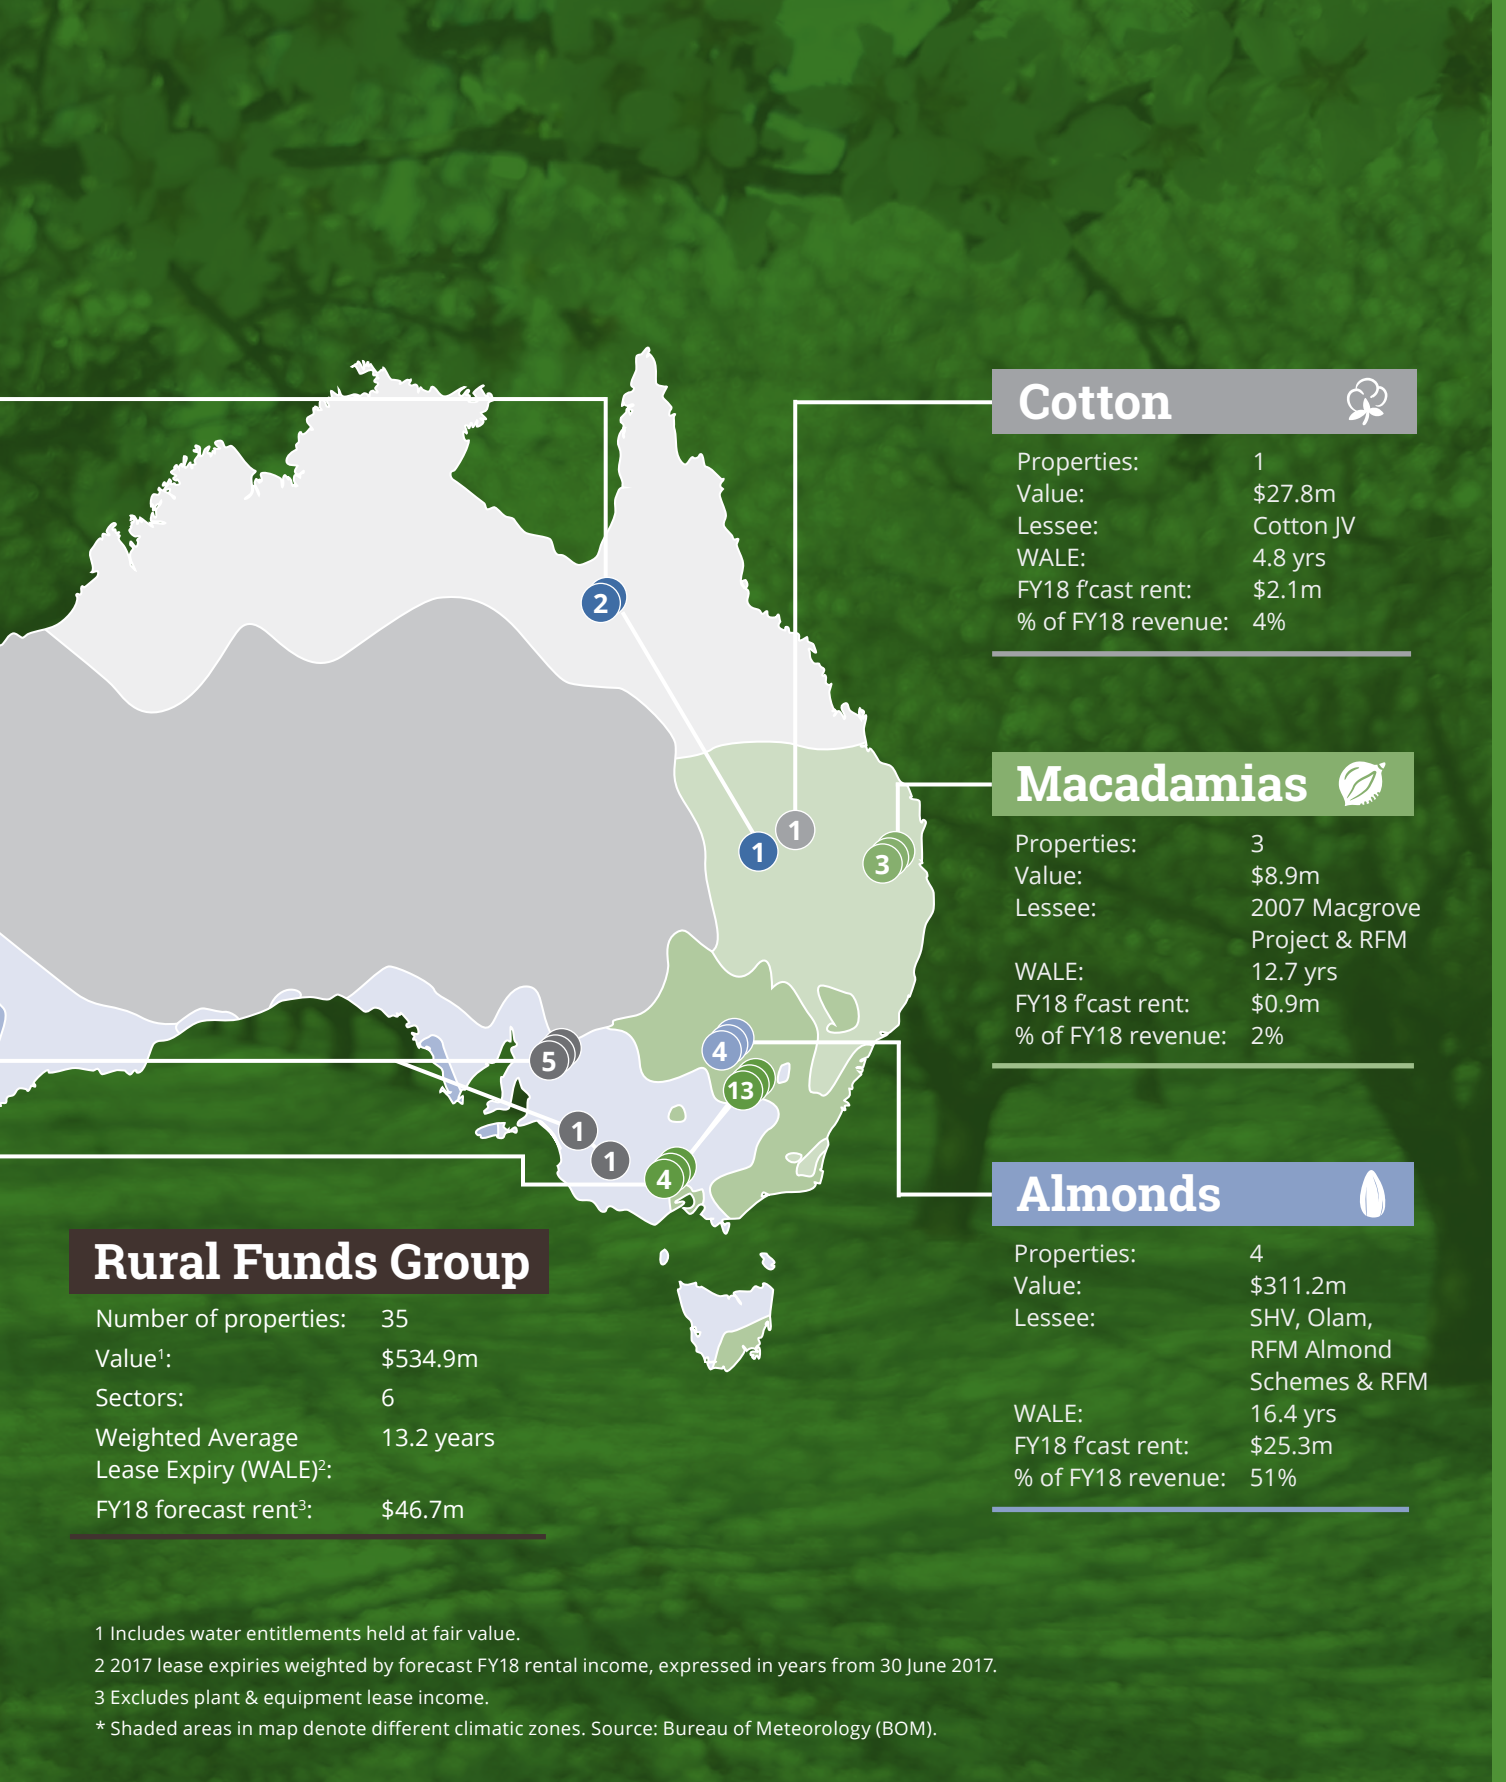 Cotton
Properties: 1
Value: $27.8m
Lessee: Cotton JV
WALE: 4.8 yrs
FY18 f'cast rent: $2.1m
% of FY18 revenue: 4%
2
1
1
3
Macadamias
Properties: 3
Value: $8.9m
Lessee: 2007 Macgrove
Project & RFM
WALE: 12.7 yrs
FY18 f'cast rent: $0.9m
% of FY18 revenue: 2%
4
5
13
1
1
4
Almonds
Properties: 4
Value: $311.2m
Lessee: SHV, Olam,
RFM Almond
Schemes & RFM
WALE: 16.4 yrs
FY18 f'cast rent: $25.3m
% of FY18 revenue: 51%
Rural Funds Group
Number of properties: 35
Value1: $534.9m
Sectors: 6
Weighted Average 13.2 years
Lease Expiry (WALE)2:
FY18 forecast rent3: $46.7m
1 Includes water entitlements held at fair value.
2 2017 lease expiries weighted by forecast FY18 rental income, expressed in years from 30 June 2017.
3 Excludes plant & equipment lease income.
* Shaded areas in map denote different climatic zones. Source: Bureau of Meteorology (BOM).